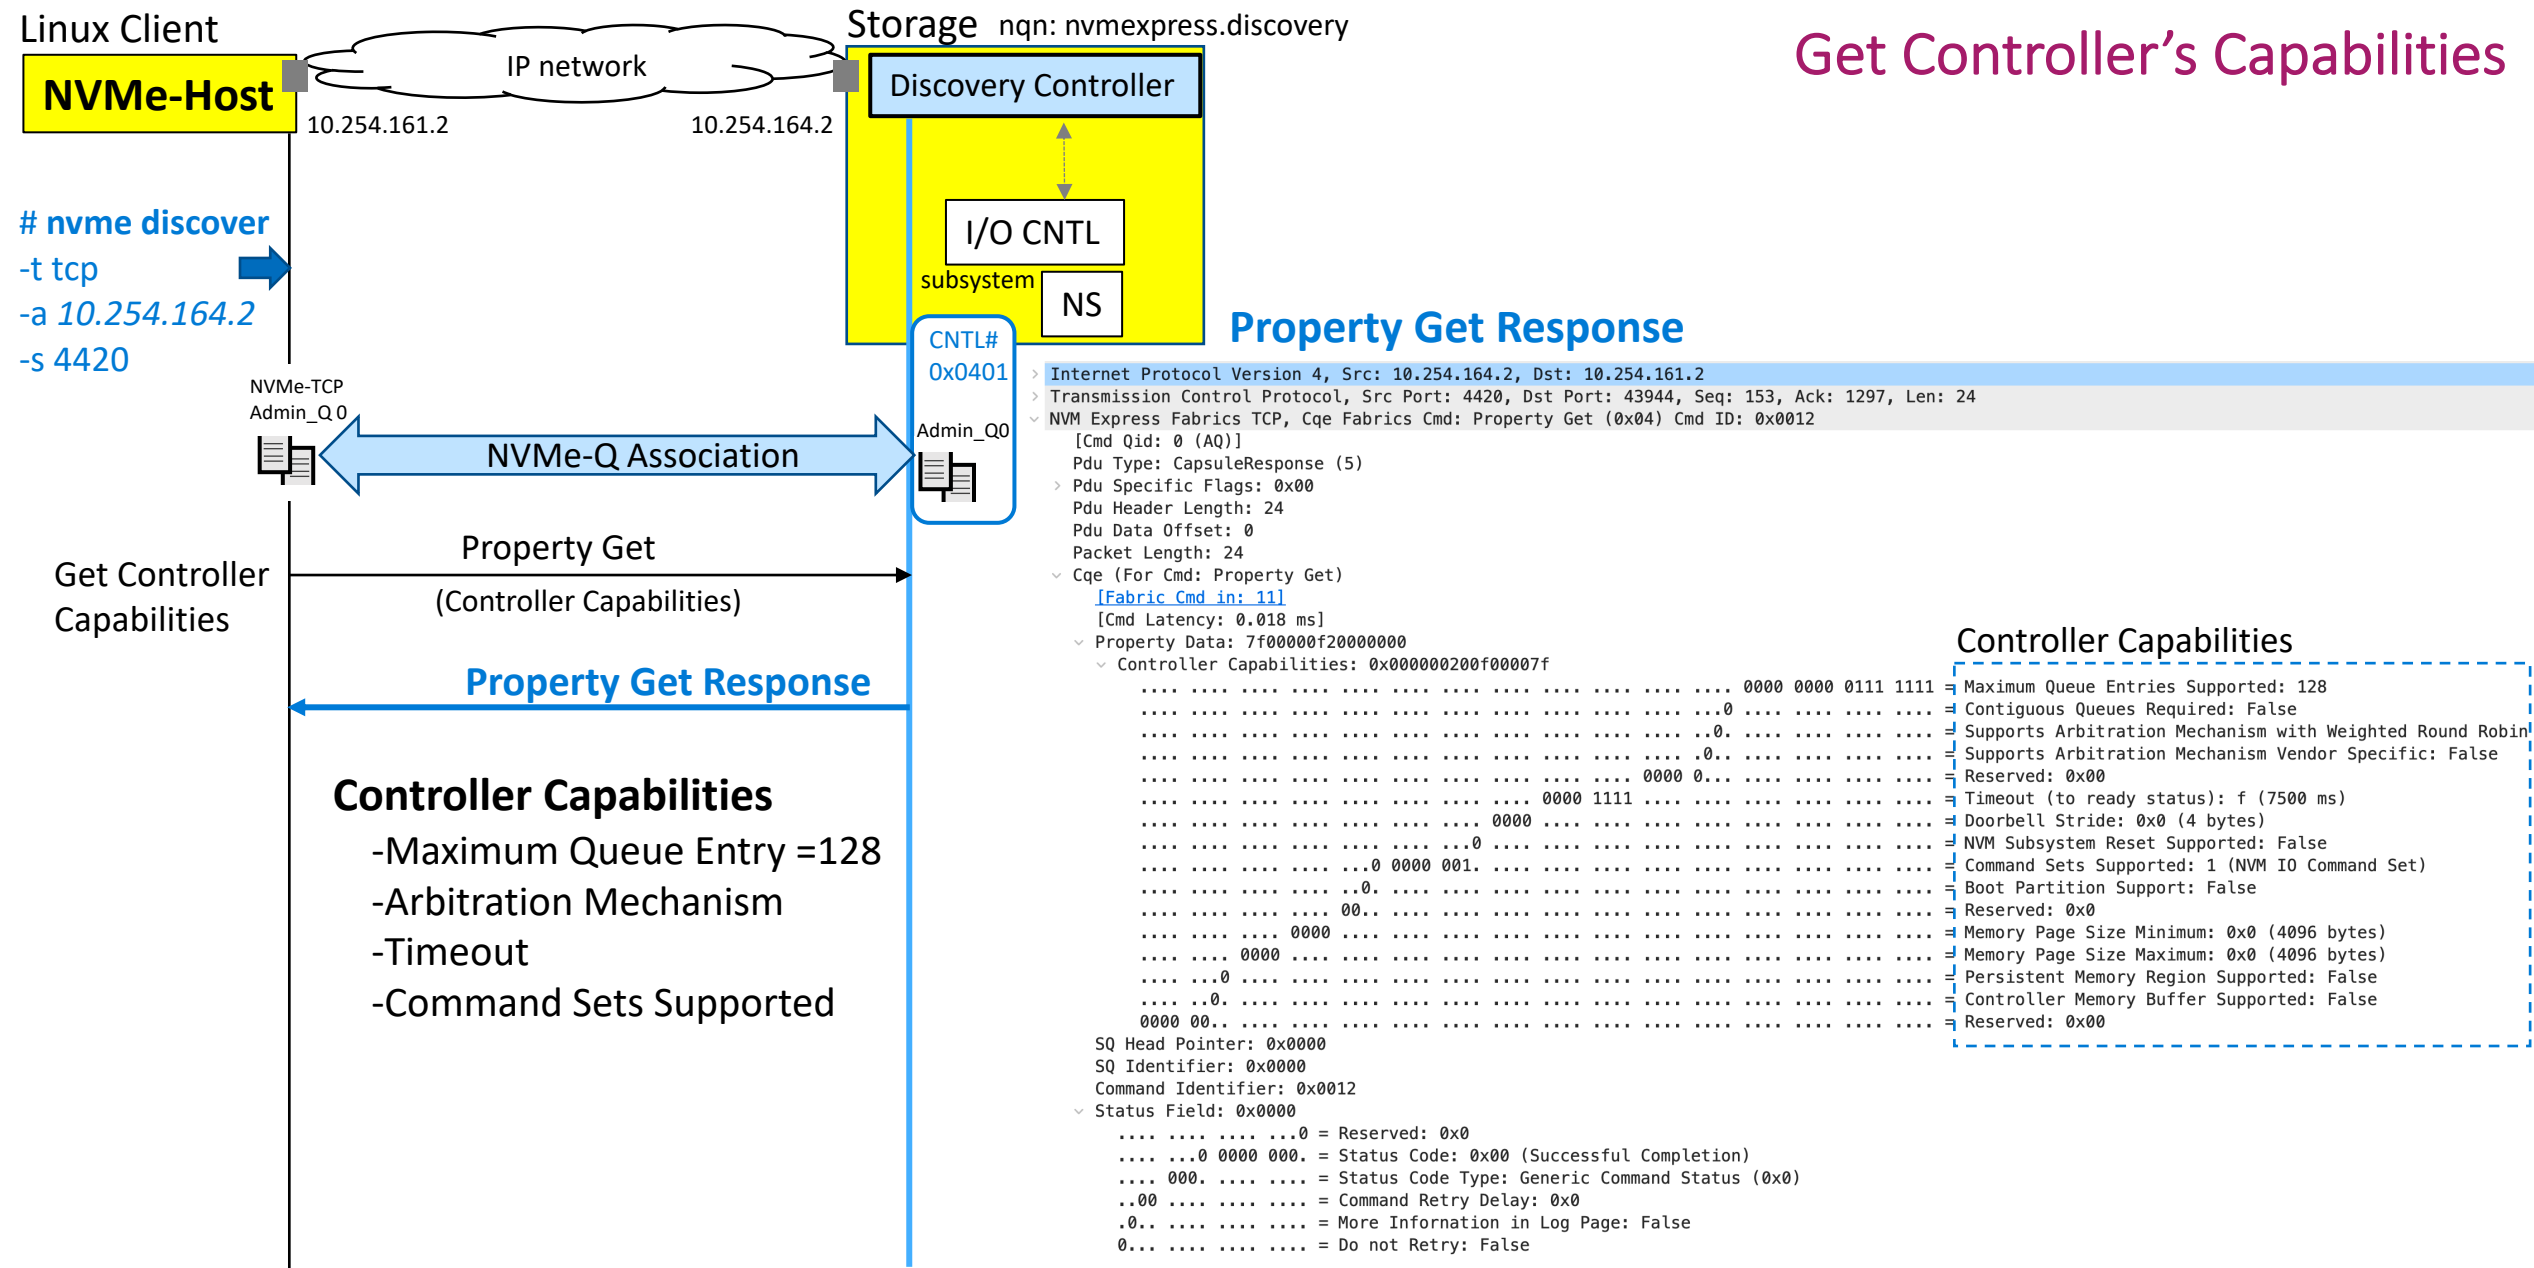 Linux Client
Storage nqn: nvmexpress.discovery
Get Controller’s Capabilities
NVMe-Host
IP network
Discovery Controller
10.254.161.2
10.254.164.2
# nvme discover
-t tcp
-a 10.254.164.2
-s 4420
I/O CNTL
subsystem
NS
CNTL#
0x0401
NVMe-TCP
Admin_Q 0
Admin_Q0
NVMe-Q Association
Property Get
(Controller Capabilities)
Get Controller
Capabilities
Property Get Response
Controller Capabilities
-Maximum Queue Entry =128
-Arbitration Mechanism
-Timeout
-Command Sets Supported
Property Get Response
Internet Protocol Version 4, Src: 10.254.164.2, Dst: 10.254.161.2
Transmission Control Protocol, Src Port: 4420, Dst Port: 43944, Seq: 153, Ack: 1297, Len: 24
NVM Express Fabrics TCP, Cqe Fabrics Cmd: Property Get (0x04) Cmd ID: 0x0012
[Cmd Qid: 0 (AQ)]
Pdu Type: CapsuleResponse (5)
Pdu Specific Flags: 0x00
Pdu Header Length: 24
Pdu Data Offset: 0
Packet Length: 24
Cqe (For Cmd: Property Get)
[Fabric Cmd in: 11]
[Cmd Latency: 0.018 ms]
Property Data: 7f00000f20000000
Controller Capabilities: 0x000000200f00007f
Controller Capabilities
.... .... .... .... .... .... .... .... .... .... .... .... 0000 0000 0111 1111 = Maximum Queue Entries Supported: 128
.... .... .... .... .... .... .... .... .... .... .... ...0 .... .... .... .... = Contiguous Queues Required: False
.... .... .... .... .... .... .... .... .... .... .... ..0. .... .... .... .... = Supports Arbitration Mechanism with Weighted Round Robin
.... .... .... .... .... .... .... .... .... .... .... .0.. .... .... .... .... = Supports Arbitration Mechanism Vendor Specific: False
.... .... .... .... .... .... .... .... .... .... 0000 0... .... .... .... .... = Reserved: 0x00
.... .... .... .... .... .... .... .... 0000 1111 .... .... .... .... .... .... = Timeout (to ready status): f (7500 ms)
.... .... .... .... .... .... .... 0000 .... .... .... .... .... .... .... .... = Doorbell Stride: 0x0 (4 bytes)
.... .... .... .... .... .... ...0 .... .... .... .... .... .... .... .... .... = NVM Subsystem Reset Supported: False
.... .... .... .... ...0 0000 001. .... .... .... .... .... .... .... .... .... = Command Sets Supported: 1 (NVM IO Command Set)
.... .... .... .... ..0. .... .... .... .... .... .... .... .... .... .... .... = Boot Partition Support: False
.... .... .... .... 00.. .... .... .... .... .... .... .... .... .... .... .... = Reserved: 0x0
.... .... .... 0000 .... .... .... .... .... .... .... .... .... .... .... .... = Memory Page Size Minimum: 0x0 (4096 bytes)
.... .... 0000 .... .... .... .... .... .... .... .... .... .... .... .... .... = Memory Page Size Maximum: 0x0 (4096 bytes)
.... ...0 .... .... .... .... .... .... .... .... .... .... .... .... .... .... = Persistent Memory Region Supported: False
.... ..0. .... .... .... .... .... .... .... .... .... .... .... .... .... .... = Controller Memory Buffer Supported: False
0000 00.. .... .... .... .... .... .... .... .... .... .... .... .... .... .... = Reserved: 0x00
SQ Head Pointer: 0x0000
SQ Identifier: 0x0000
Command Identifier: 0x0012
Status Field: 0x0000
.... .... .... ...0 = Reserved: 0x0
.... ...0 0000 000. = Status Code: 0x00 (Successful Completion)
.... 000. .... .... = Status Code Type: Generic Command Status (0x0)
..00 .... .... .... = Command Retry Delay: 0x0
.0.. .... .... .... = More Infornation in Log Page: False
0... .... .... .... = Do not Retry: False